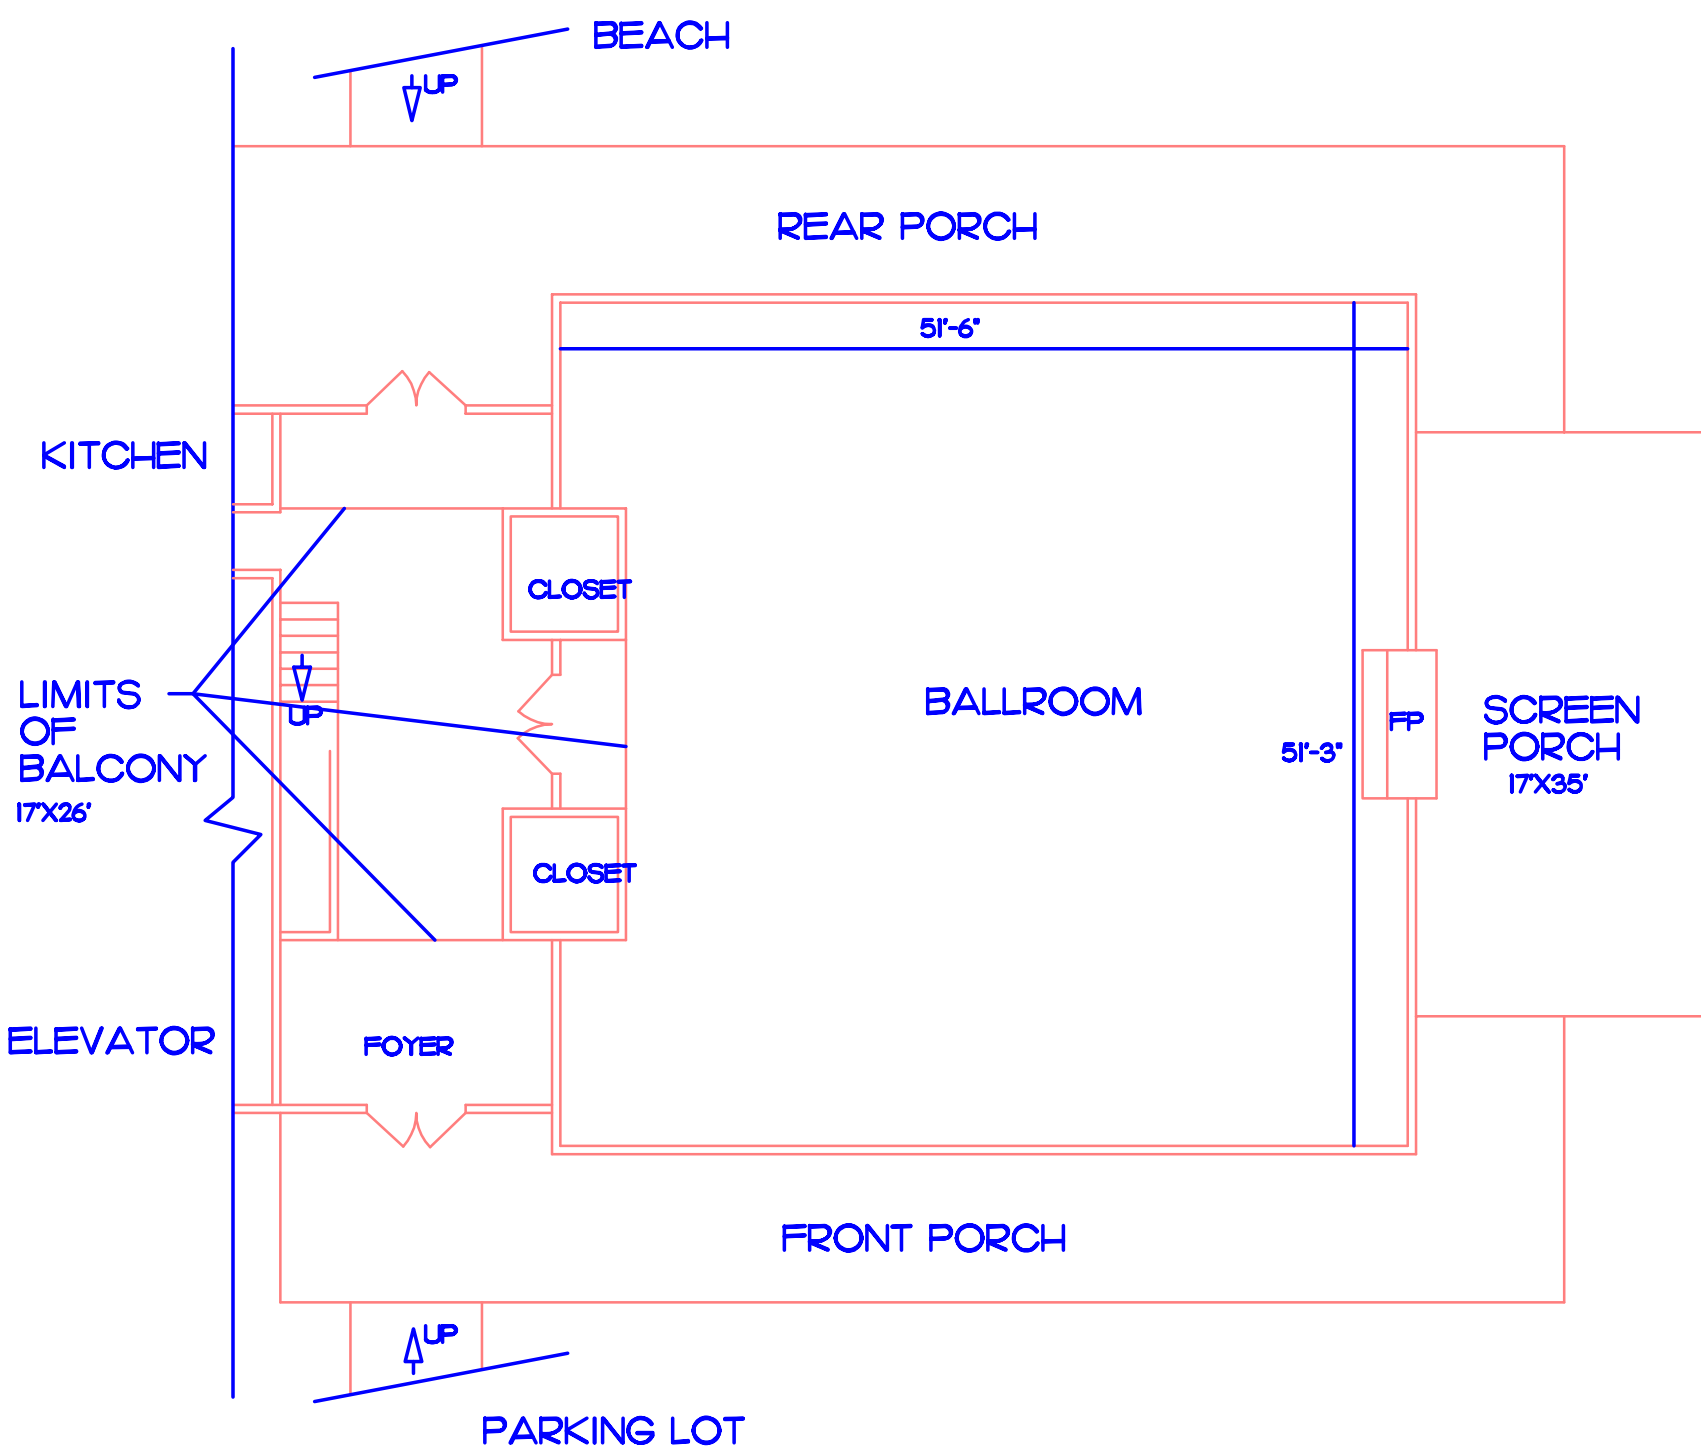 BEACH
UP
REAR PORCH
51'-6"
KITCHEN
CLOSET
LIMITS
OF
BALCONY
17'X26'
UP
BALLROOM
51'-3"
FP
SCREEN
PORCH
17'X35'
CLOSET
ELEVATOR
FOYER
FRONT PORCH
UP
PARKING LOT